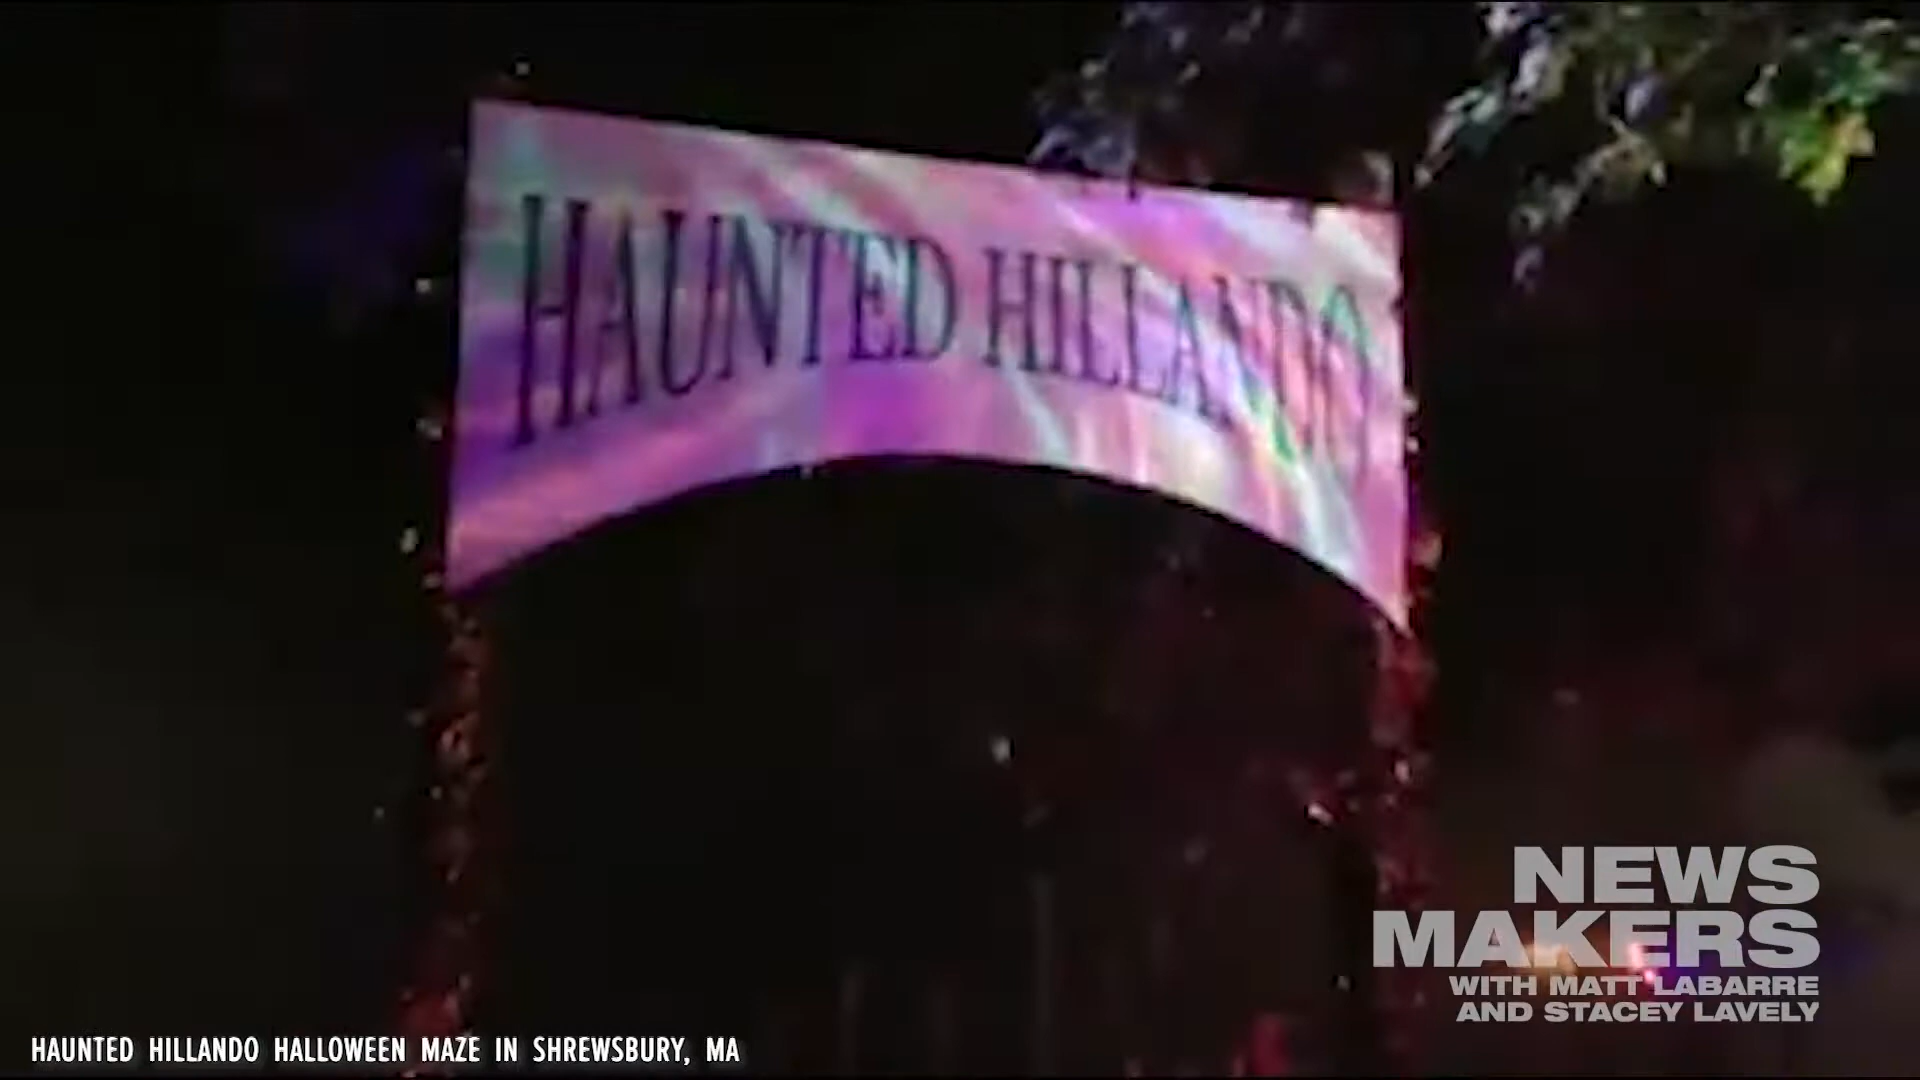 HAUNTED HILLANDO
NEWS
MAKERS
WITH MATT LABARRE
AND STACEY LAVELY
HAUNTED HILLANDO HALLOWEEN MAZE IN SHREWSBURY, MA